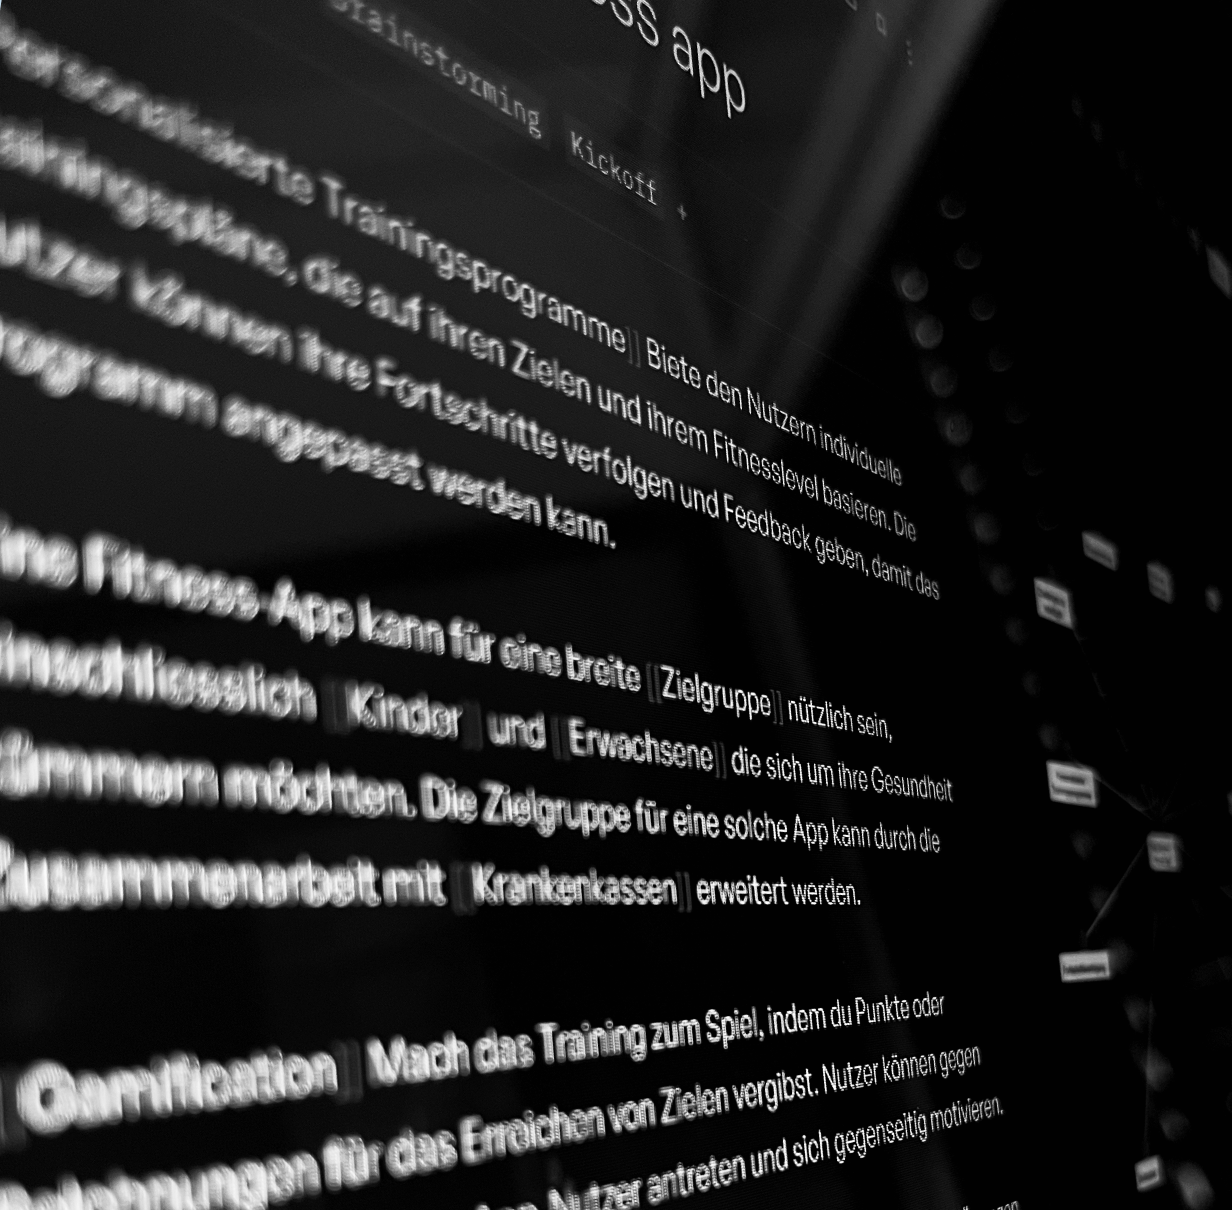 ss app
Brainstorming Kickoff +
Personalisierte Trainingsprogramme]] Biete den Nutzern individuelle
Trainingspläne, die auf ihren Zielen und ihrem Fitnesslevel basieren. Die
Nutzer können ihre Fortschritte verfolgen und Feedback geben, damit das
Programm angepasst werden kann.
ine Fitness-App kann für eine breite [[Zielgruppe]] nützlich sein,
inschliesslich [[Kinder]] und [[Erwachsene]] die sich um ihre Gesundheit
kümmern möchten. Die Zielgruppe für eine solche App kann durch die
Zusammenarbeit mit [[Krankenkassen]] erweitert werden.
[[Gamification]] Mach das Training zum Spiel, indem du Punkte oder
Belohnungen für das Erreichen von Zielen vergibst. Nutzer können gegen
Nutzer antreten und sich gegenseitig motivieren.